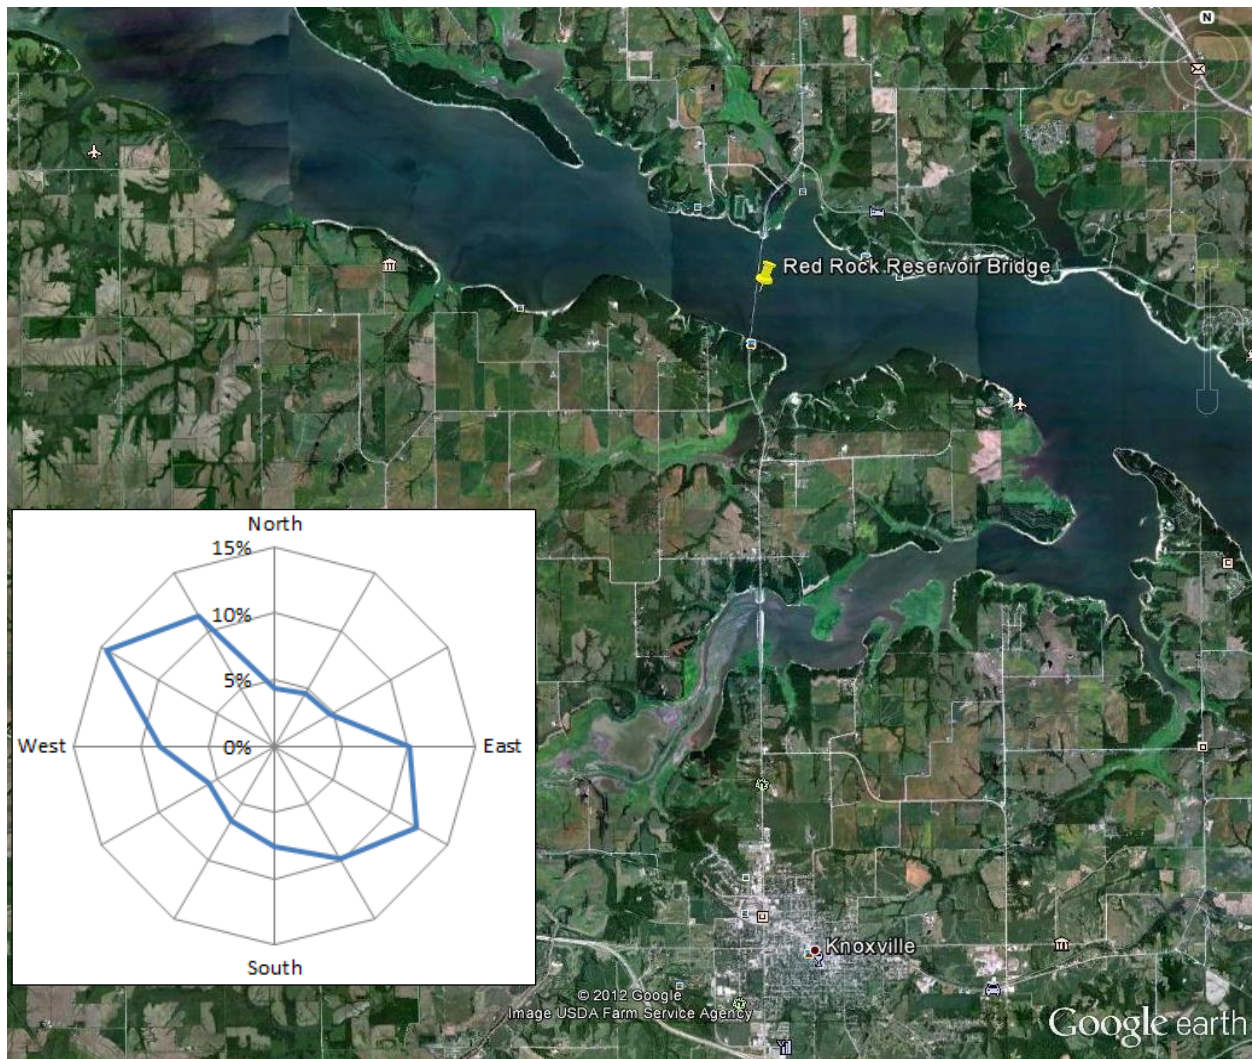 N
Red Rock Reservoir Bridge
North
15%
10%
5%
West
0%
East
South
Knoxville
© 2012 Google
Image USDA Farm Service Agency
Google earth